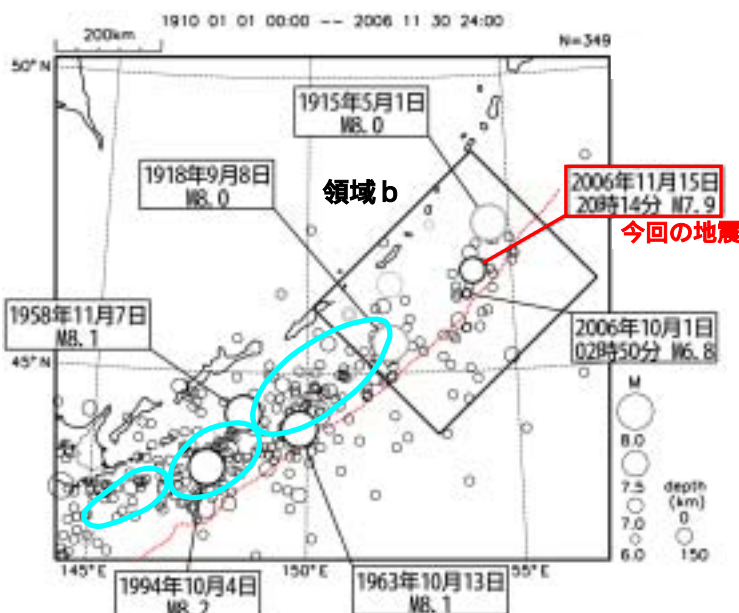 1910 01 01 00:00 -- 2006 11 30 24:00
200km
N=349
50°N
1915年5月1日
M8.0
1918年9月8日
M8.0
領域b
2006年11月15日
20時14分 M7.9
今回の地震
1958年11月7日
M8.1
2006年10月1日
02時50分 M6.8
45°N
M
8.0
7.5
7.0
6.0
depth
(km)
0
150
145°E
150°E
155°E
1994年10月4日
M8.2
1963年10月13日
M8.1